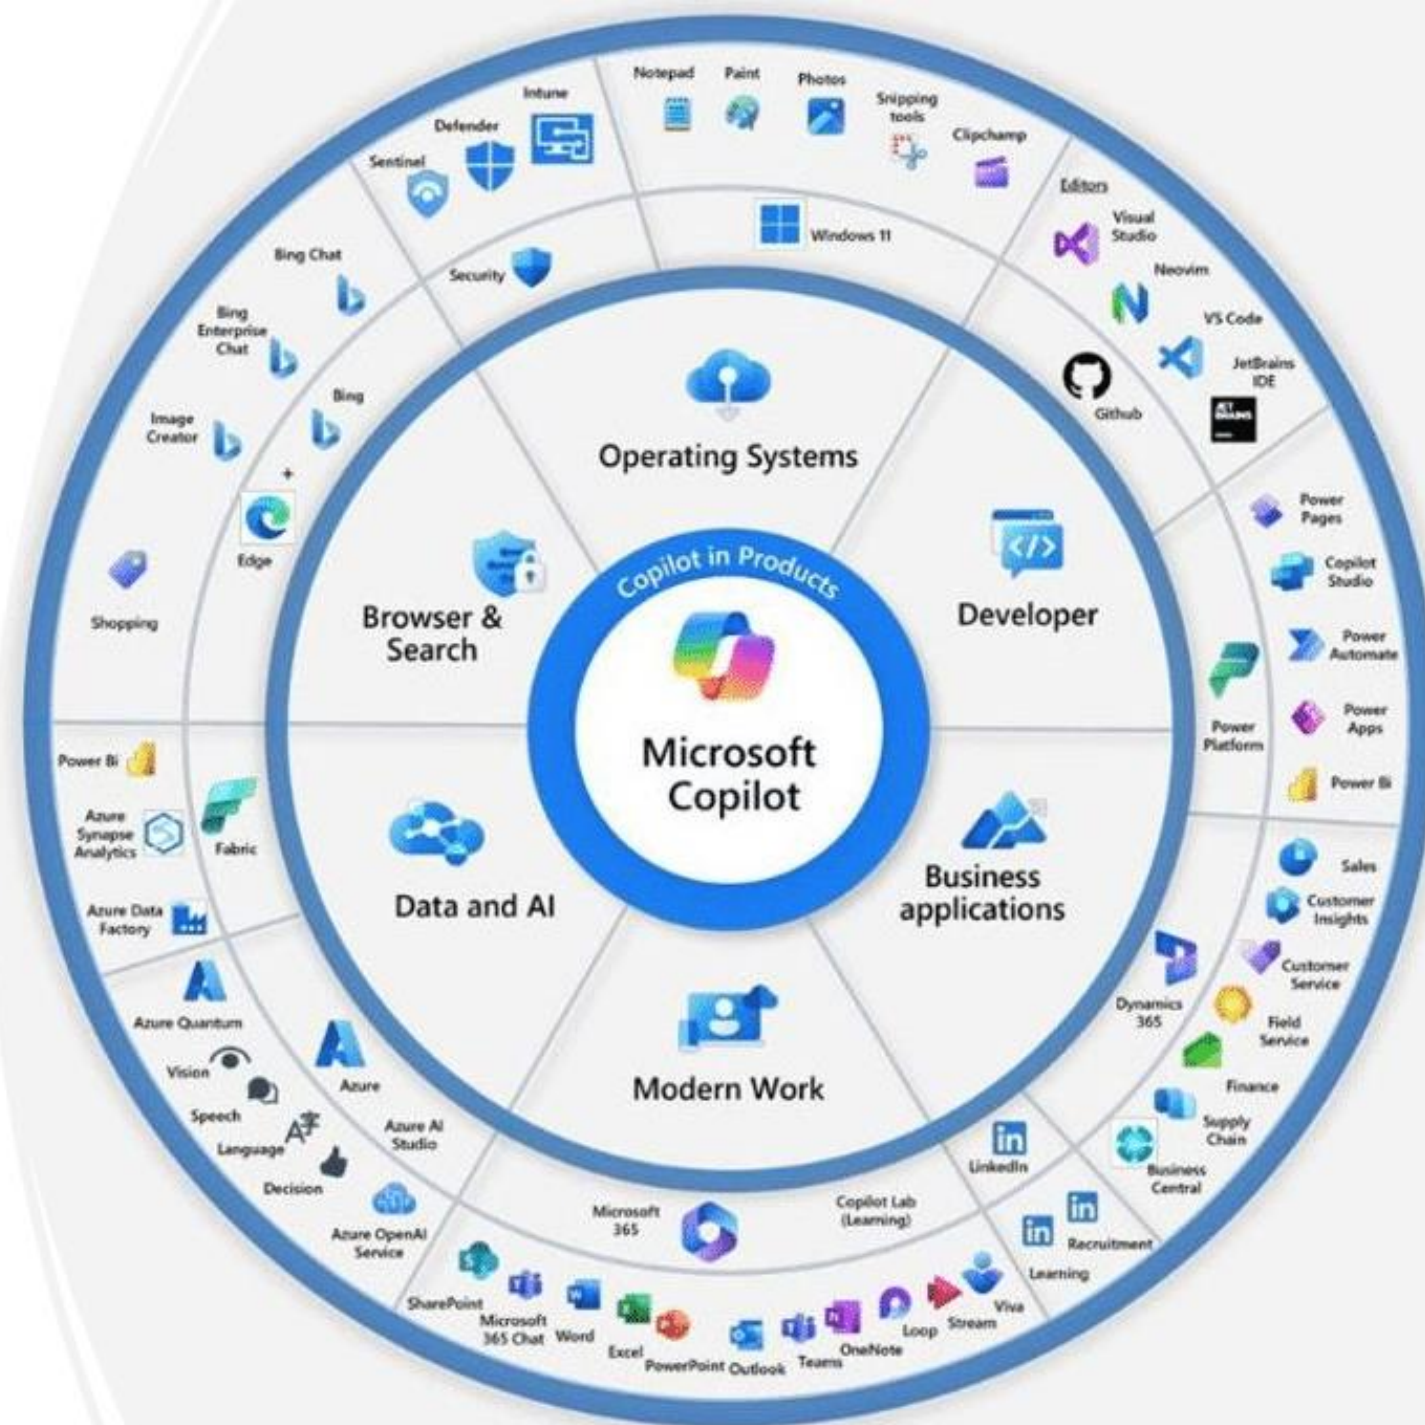 Copilot in Products
Microsoft
Copilot
Operating Systems
Developer
Business
applications
Modern Work
Data and AI
Browser &
Search
Windows 11
Notepad
Paint
Photos
Snipping
tools
Clipchamp
Github
Editors
Visual
Studio
Neovim
VS Code
JetBrains
IDE
JET
BRAINS
Power
Platform
Power
Pages
Copilot
Studio
Power
Automate
Power
Apps
Power Bi
Dynamics
365
Sales
Customer
Insights
Customer
Service
Field
Service
Finance
Supply
Chain
Business
Central
in
LinkedIn
in
Recruitment
in
Learning
Copilot Lab
(Learning)
Microsoft
365
Viva
Stream
Loop
N
OneNote
T
Teams
Outlook
P
PowerPoint
X
Excel
W
Word
T
Microsoft
365 Chat
S
SharePoint
Azure AI
Studio
Azure
Azure OpenAI
Service
Decision
Language
Speech
Vision
Azure Quantum
Fabric
Azure Data
Factory
Azure
Synapse
Analytics
Power Bi
Edge
+
Bing
Shopping
Image
Creator
Bing
Enterprise
Chat
Bing Chat
Security
Sentinel
Defender
Intune